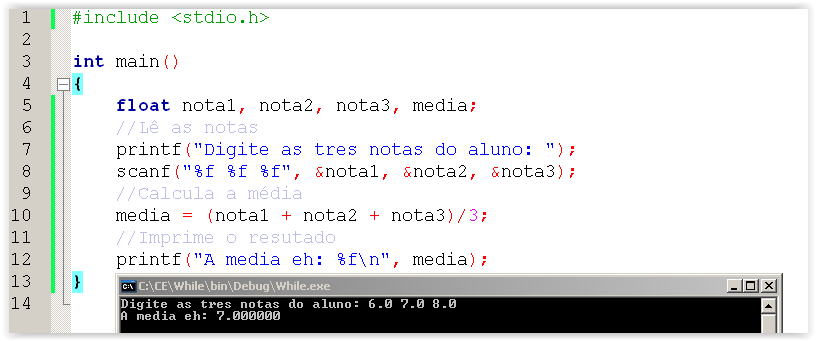 1 #include <stdio.h>
2
3 int main()
4 {
5 float nota1, nota2, nota3, media;
6 //Lê as notas
7 printf("Digite as tres notas do aluno: ");
8 scanf("%f %f %f", &nota1, &nota2, &nota3);
9 //Calcula a média
10 media = (nota1 + nota2 + nota3)/3;
11 //Imprime o resutado
12 printf("A media eh: %f\n", media);
13 }
14
C:\CE\While\bin\Debug\While.exe
Digite as tres notas do aluno: 6.0 7.0 8.0
A media eh: 7.000000